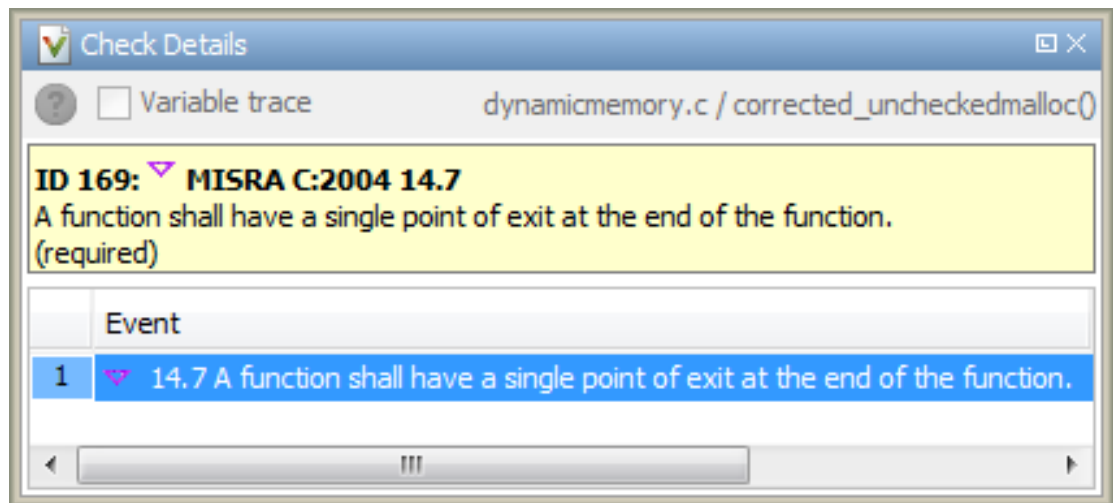 Check Details
? Variable trace dynamicmemory.c / corrected_uncheckedmalloc()
ID 169: MISRA C:2004 14.7
A function shall have a single point of exit at the end of the function.
(required)
Event
1 14.7 A function shall have a single point of exit at the end of the function.